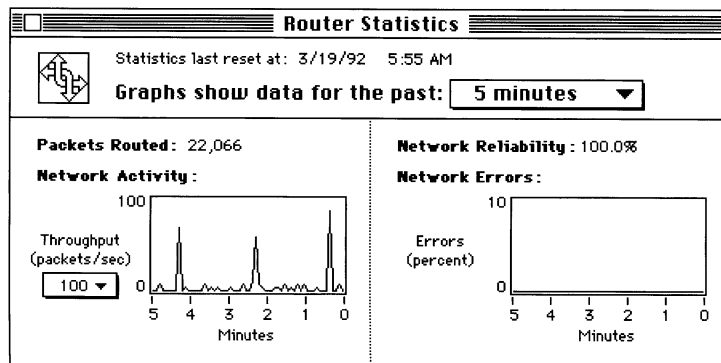 Router Statistics
Statistics last reset at: 3/19/92 5:55 AM
Graphs show data for the past: 5 minutes
Packets Routed: 22,066
Network Activity:
100
Throughput
(packets/sec)
100
0
5 4 3 2 1 0
Minutes
Network Reliability: 100.0%
Network Errors:
10
Errors
(percent)
0
5 4 3 2 1 0
Minutes